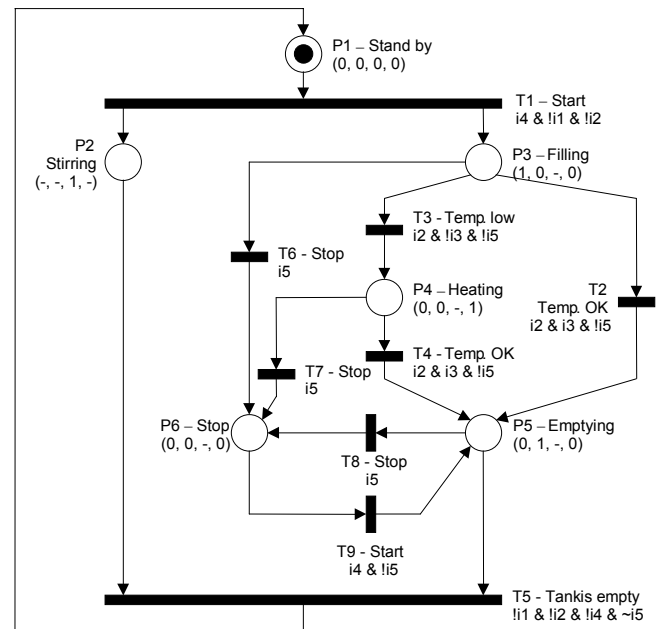 P1 – Stand by
(0, 0, 0, 0)
T1 – Start
i4 & !i1 & !i2
P2
Stirring
(-, -, 1, -)
P3 – Filling
(1, 0, -, 0)
T3 - Temp. low
i2 & !i3 & !i5
T6 - Stop
i5
T2
Temp. OK
i2 & i3 & !i5
P4 – Heating
(0, 0, -, 1)
T4 – Temp. OK
i2 & i3 & !i5
T7 - Stop
i5
P6 – Stop
(0, 0, -, 0)
P5 – Emptying
(0, 1, -, 0)
T8 - Stop
i5
T9 - Start
i4 & !i5
T5 - Tankis empty
!i1 & !i2 & !i4 & ~i5